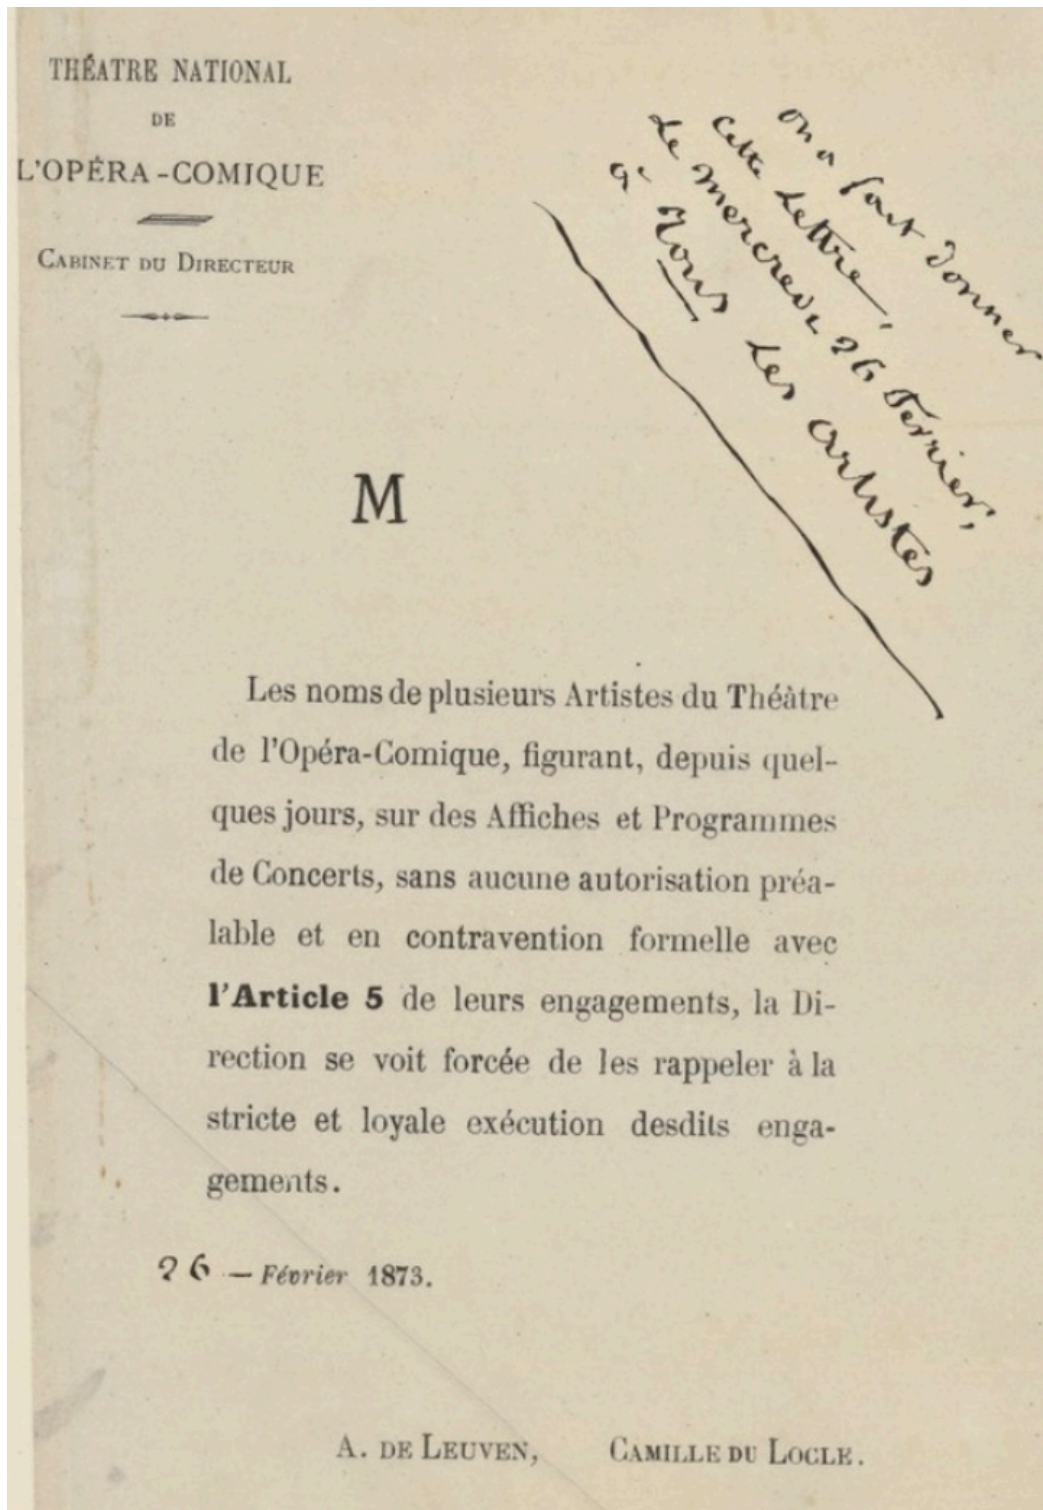 THÉATRE NATIONAL
DE
L'OPÉRA-COMIQUE
CABINET DU DIRECTEUR
on a fait donner
cette lettre,
le mercredi 26 Février,
à Tous les artistes
M
Les noms de plusieurs Artistes du Théàtre
de l'Opéra-Comique, figurant, depuis quel-
ques jours, sur des Affiches et Programmes
de Concerts, sans aucune autorisation préa-
lable et en contravention formelle avec
l'Article 5 de leurs engagements, la Di-
rection se voit forcée de les rappeler à la
stricte et loyale exécution desdits enga-
gements.
26 — Février 1873.
A. DE LEUVEN, CAMILLE DU LOCLE.